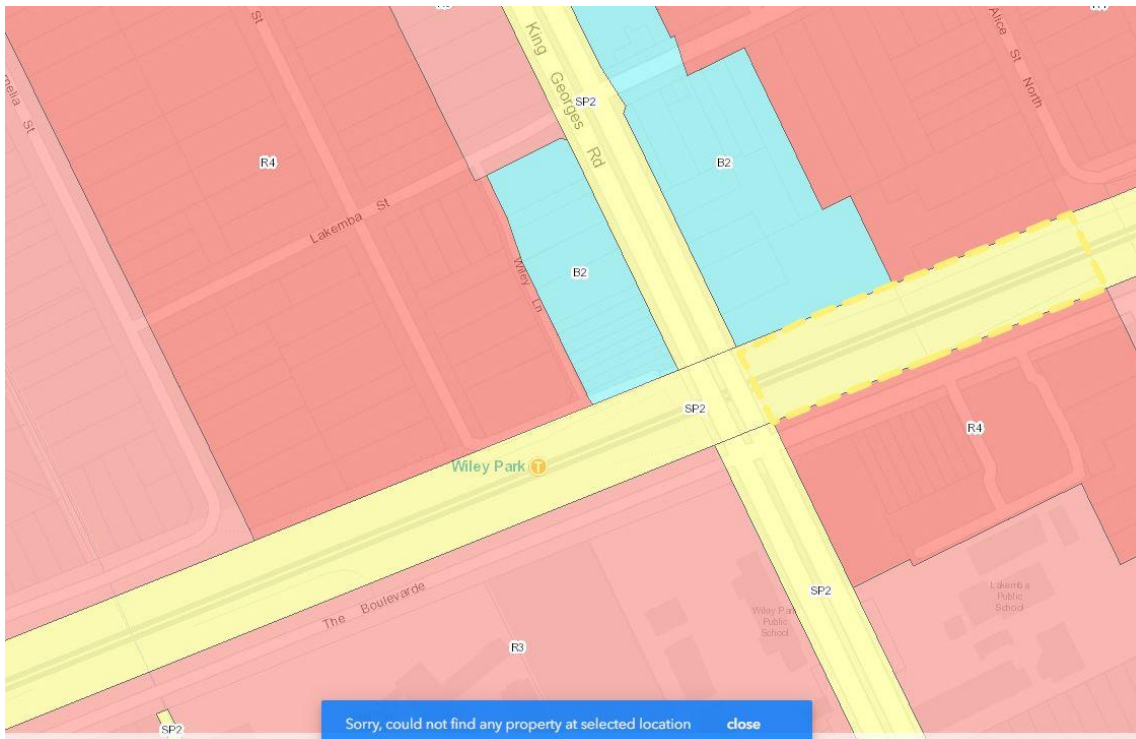 St
King Georges Rd
SP2
Alice St North
St
R4
B2
Lakemba St
Wiley Ln
B2
SP2
R4
Wiley Park T
The Boulevarde
SP2
Lakemba
Public
School
Public
School
R3
SP2
Sorry, could not find any property at selected location close